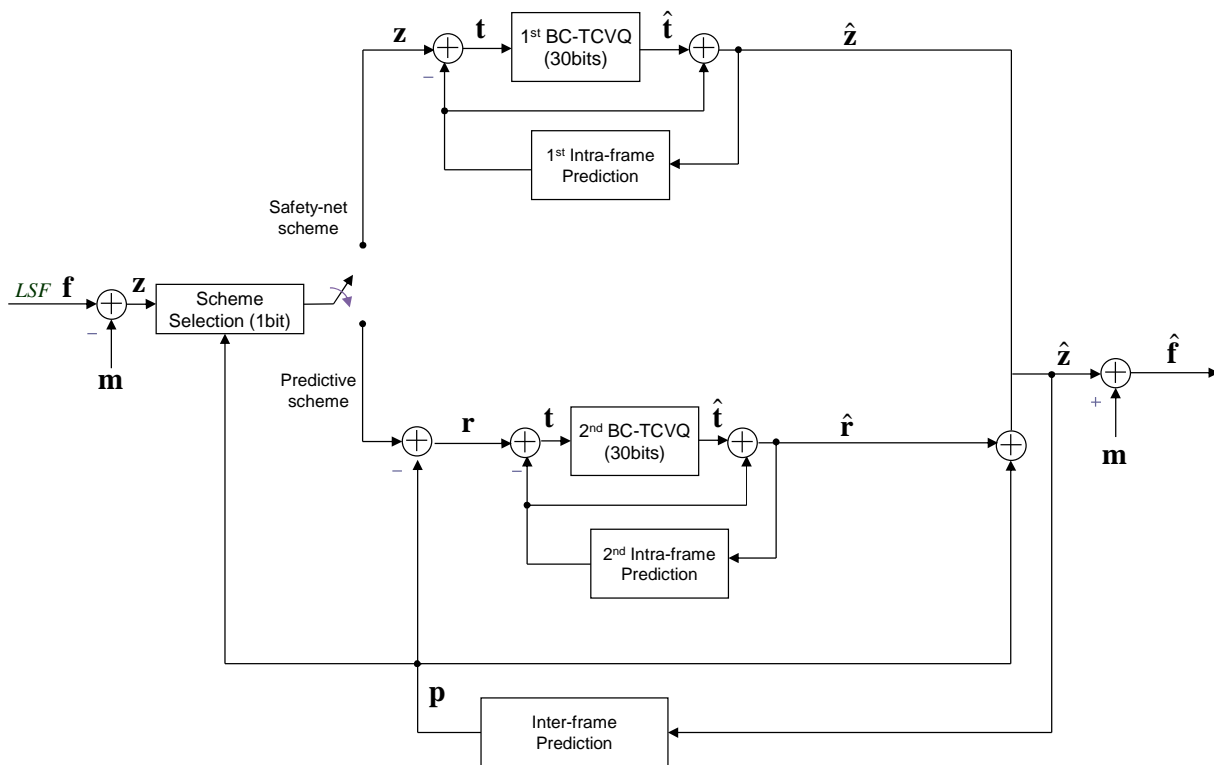 z
t
1st BC-TCVQ
(30bits)
t̂
ẑ
−
1st Intra-frame
Prediction
Safety-net
scheme
LSF f
z
Scheme
Selection (1bit)
−
m
Predictive
scheme
ẑ
f̂
+
m
r
t
2nd BC-TCVQ
(30bits)
t̂
r̂
−
−
2nd Intra-frame
Prediction
p
Inter-frame
Prediction